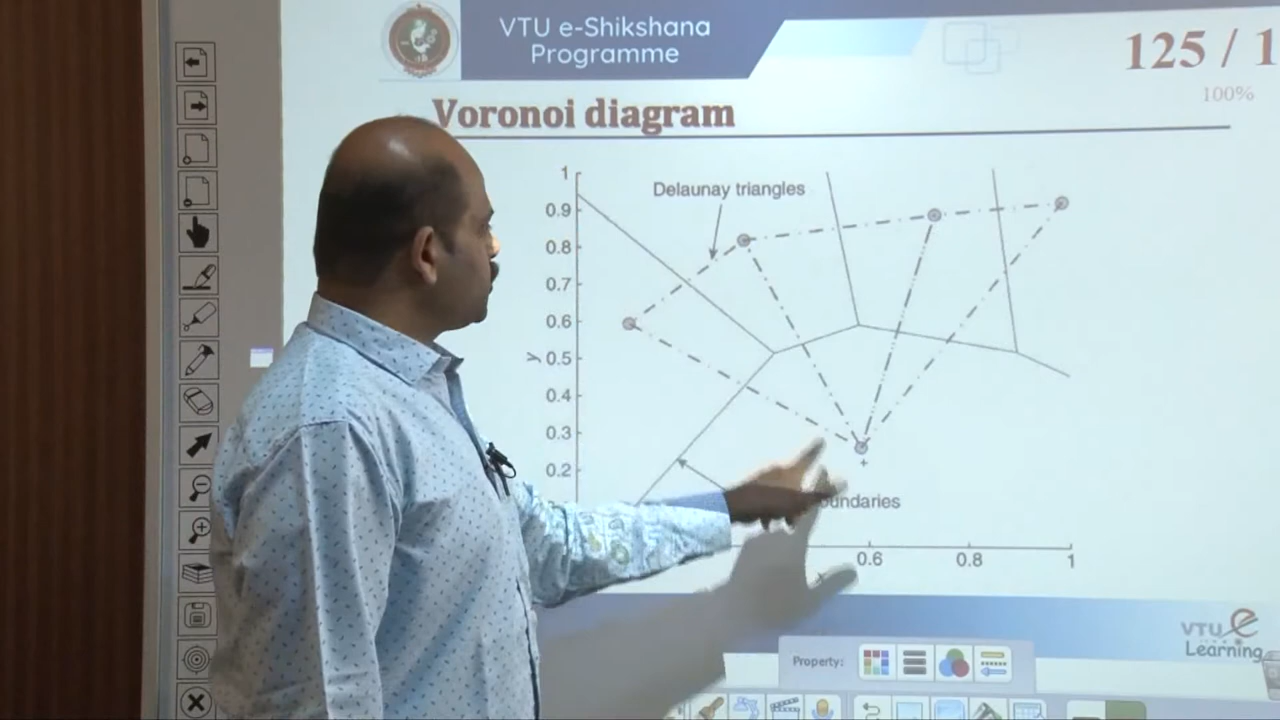 VTU e-Shikshana
Programme
125 / 1
100%
Voronoi diagram
1
Delaunay triangles
0.9
0.8
0.7
0.6
y
0.5
0.4
0.3
0.2
0.6
0.8
1
VTU e
Learning
Property: